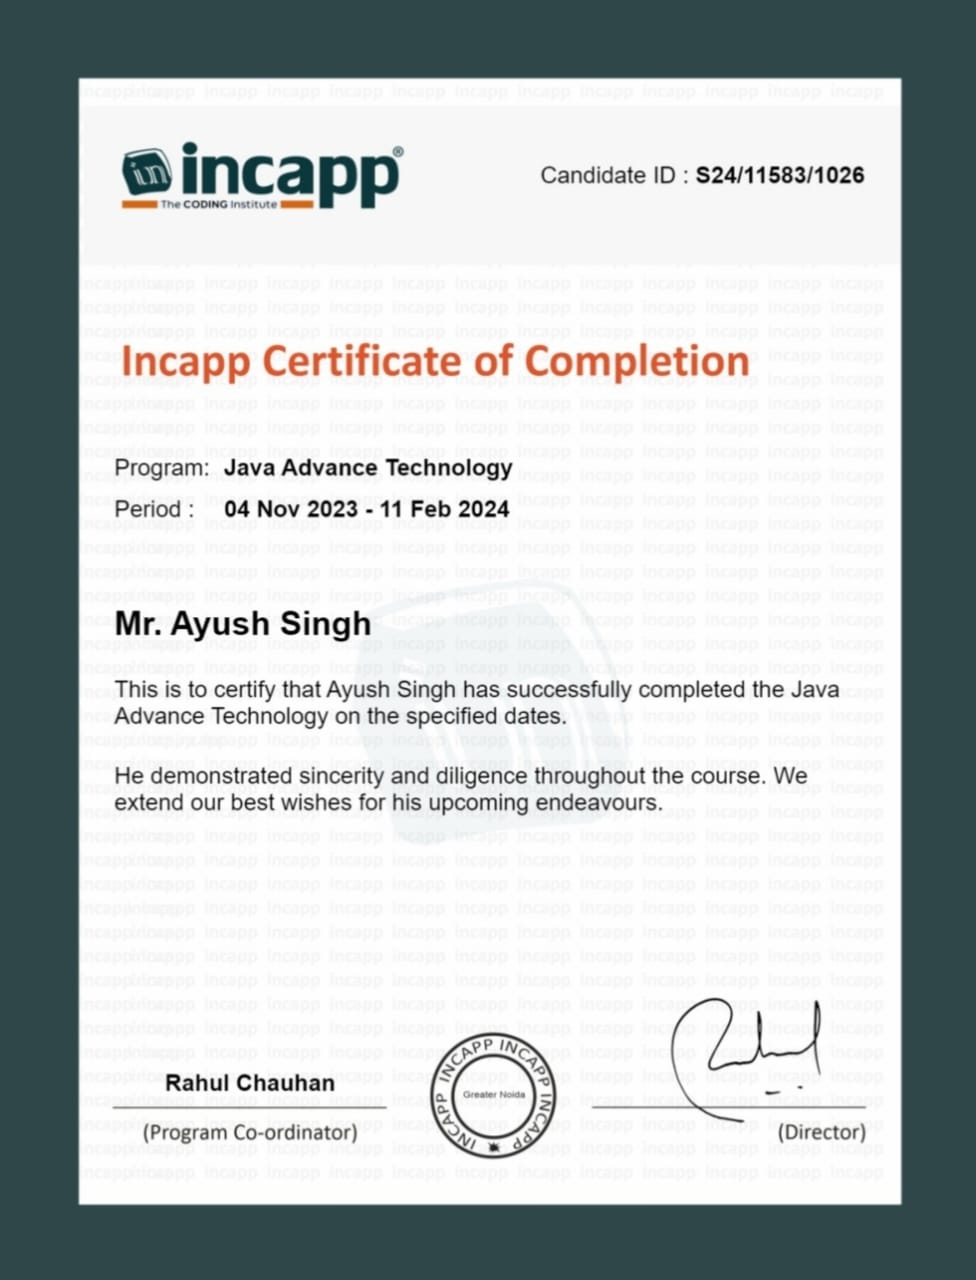 incapp®
The CODING Institute
Candidate ID : S24/11583/1026
Incapp Certificate of Completion
Program: Java Advance Technology
Period : 04 Nov 2023 - 11 Feb 2024
Mr. Ayush Singh
This is to certify that Ayush Singh has successfully completed the Java
Advance Technology on the specified dates.
He demonstrated sincerity and diligence throughout the course. We
extend our best wishes for his upcoming endeavours.
Rahul Chauhan
(Program Co-ordinator)
INCAPP INCAPP INCAPP INCAPP
Greater Noida
(Director)